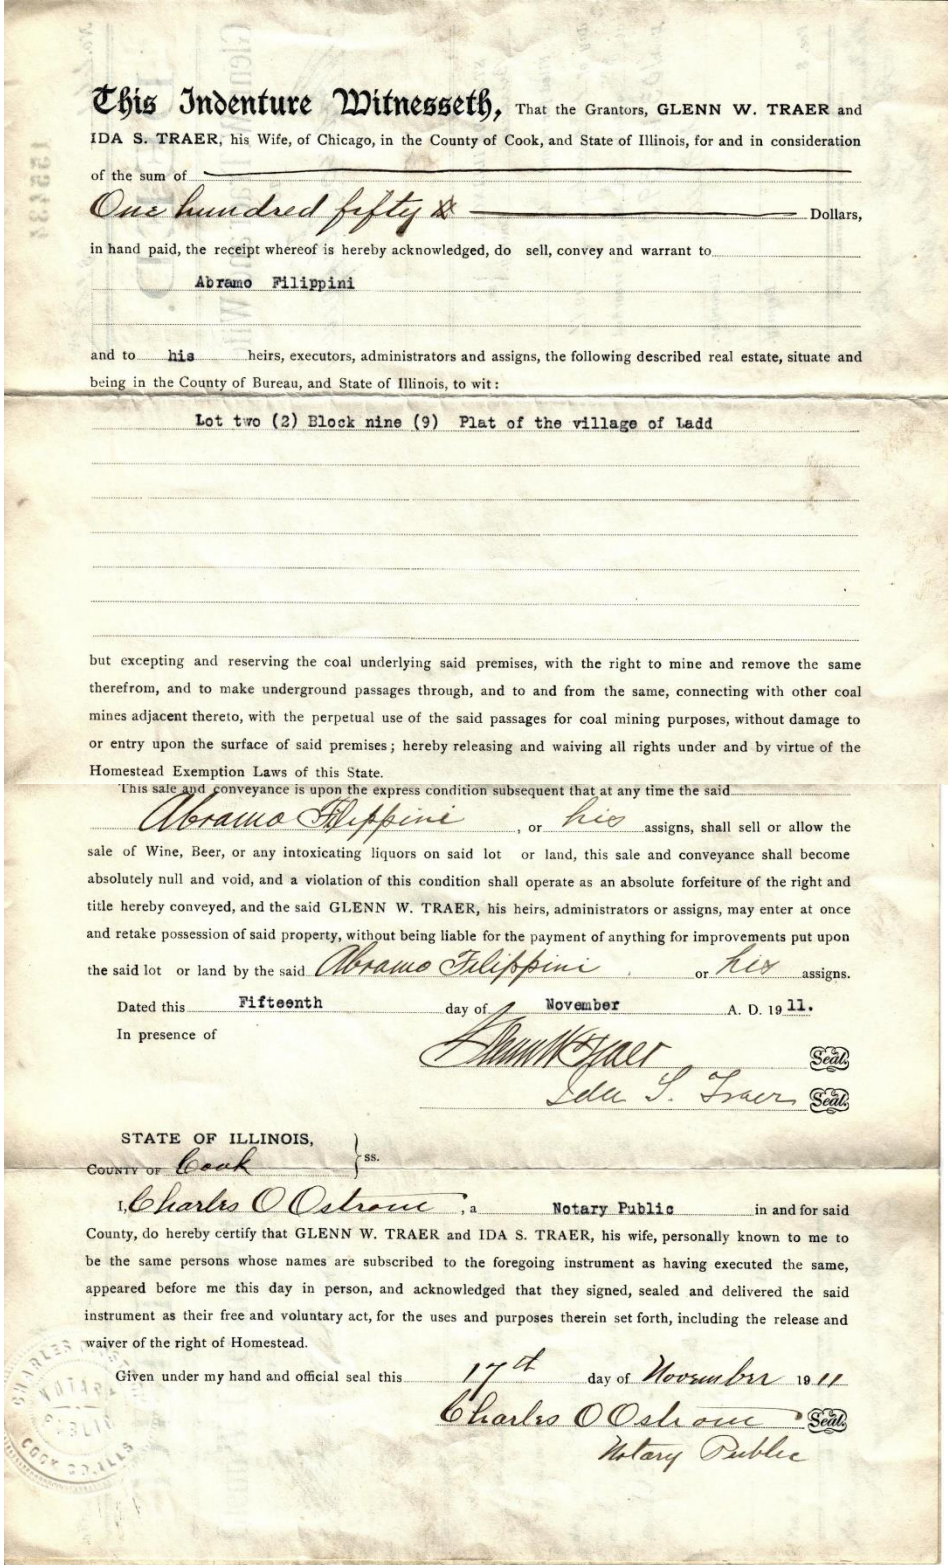 This Indenture Witnesseth, That the Grantors, GLENN W. TRAER and
IDA S. TRAER, his Wife, of Chicago, in the County of Cook, and State of Illinois, for and in consideration
of the sum of
One hundred fifty Dollars,
in hand paid, the receipt whereof is hereby acknowledged, do sell, convey and warrant to
Abramo Filippini
and to his heirs, executors, administrators and assigns, the following described real estate, situate and
being in the County of Bureau, and State of Illinois, to wit:
Lot two (2) Block nine (9) Plat of the village of Ladd
but excepting and reserving the coal underlying said premises, with the right to mine and remove the same
therefrom, and to make underground passages through, and to and from the same, connecting with other coal
mines adjacent thereto, with the perpetual use of the said passages for coal mining purposes, without damage to
or entry upon the surface of said premises; hereby releasing and waiving all rights under and by virtue of the
Homestead Exemption Laws of this State.
This sale and conveyance is upon the express condition subsequent that at any time the said
Abramo Filippini, or his assigns, shall sell or allow the
sale of Wine, Beer, or any intoxicating liquors on said lot or land, this sale and conveyance shall become
absolutely null and void, and a violation of this condition shall operate as an absolute forfeiture of the right and
title hereby conveyed, and the said GLENN W. TRAER, his heirs, administrators or assigns, may enter at once
and retake possession of said property, without being liable for the payment of anything for improvements put upon
the said lot or land by the said Abramo Filippini or his assigns.
Dated this Fifteenth day of November A. D. 1911.
In presence of
Glenn W Traer Seal.
Ida S. Traer Seal.
STATE OF ILLINOIS,
COUNTY OF Cook } ss.
I, Charles O Ostrom, a Notary Public in and for said
County, do hereby certify that GLENN W. TRAER and IDA S. TRAER, his wife, personally known to me to
be the same persons whose names are subscribed to the foregoing instrument as having executed the same,
appeared before me this day in person, and acknowledged that they signed, sealed and delivered the said
instrument as their free and voluntary act, for the uses and purposes therein set forth, including the release and
waiver of the right of Homestead.
Given under my hand and official seal this 17th day of November 1911
Charles O Ostrom Seal.
Notary Public
CHARLES
NOTARY
PUBLIC
COOK CO. ILLS